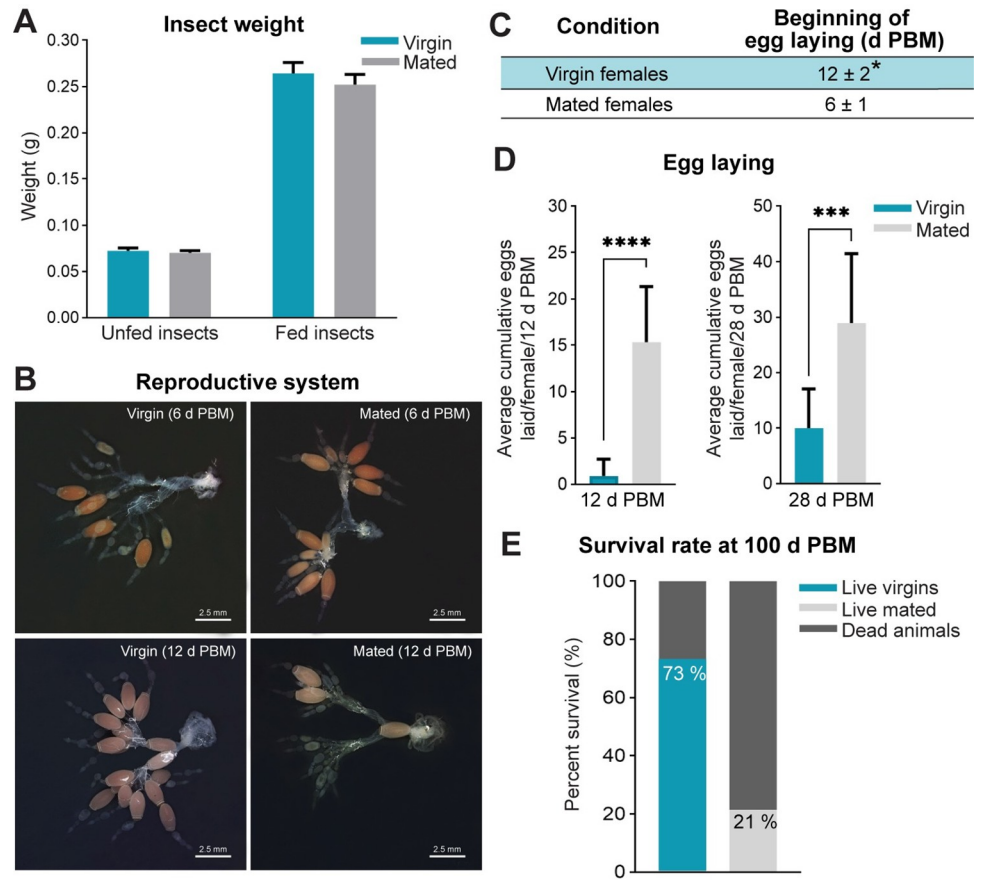 A
Insect weight
Virgin
Mated
Weight (g)
0.30
0.25
0.20
0.15
0.10
0.05
0.00
Unfed insects
Fed insects
B
Reproductive system
Virgin (6 d PBM)
2.5 mm
Mated (6 d PBM)
2.5 mm
Virgin (12 d PBM)
2.5 mm
Mated (12 d PBM)
2.5 mm
C
Condition
Beginning of
egg laying (d PBM)
Virgin females
12 ± 2*
Mated females
6 ± 1
D
Egg laying
Average cumulative eggs
laid/female/12 d PBM
30
25
20
15
10
5
0
****
12 d PBM
Average cumulative eggs
laid/female/28 d PBM
50
40
30
20
10
0
***
28 d PBM
Virgin
Mated
E
Survival rate at 100 d PBM
Percent survival (%)
100
80
60
40
20
0
73 %
21 %
Live virgins
Live mated
Dead animals